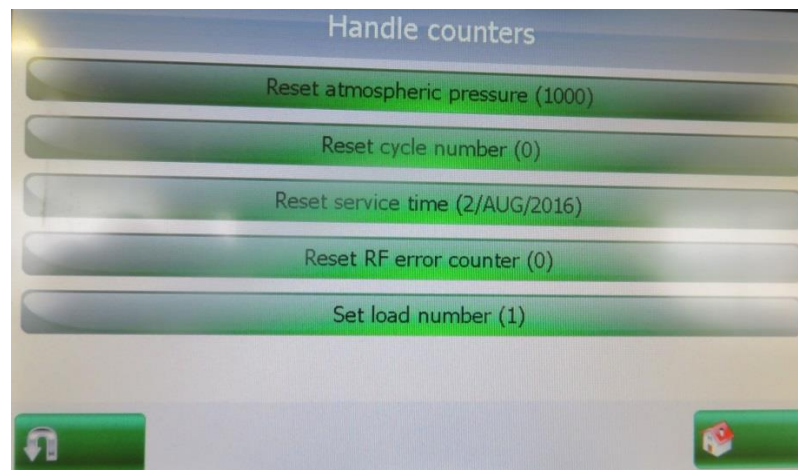 Handle counters
Reset atmospheric pressure (1000)
Reset cycle number (0)
Reset service time (2/AUG/2016)
Reset RF error counter (0)
Set load number (1)